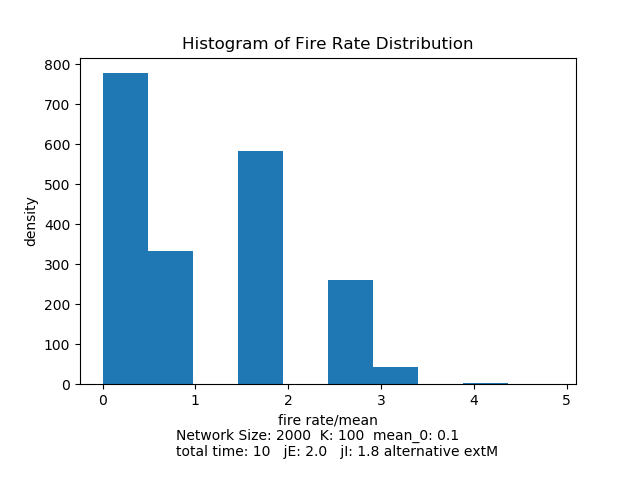 Histogram of Fire Rate Distribution
800
700
600
500
400
300
200
100
0
density
0 1 2 3 4 5
fire rate/mean
Network Size: 2000  K: 100  mean_0: 0.1
total time: 10   jE: 2.0   jI: 1.8 alternative extM